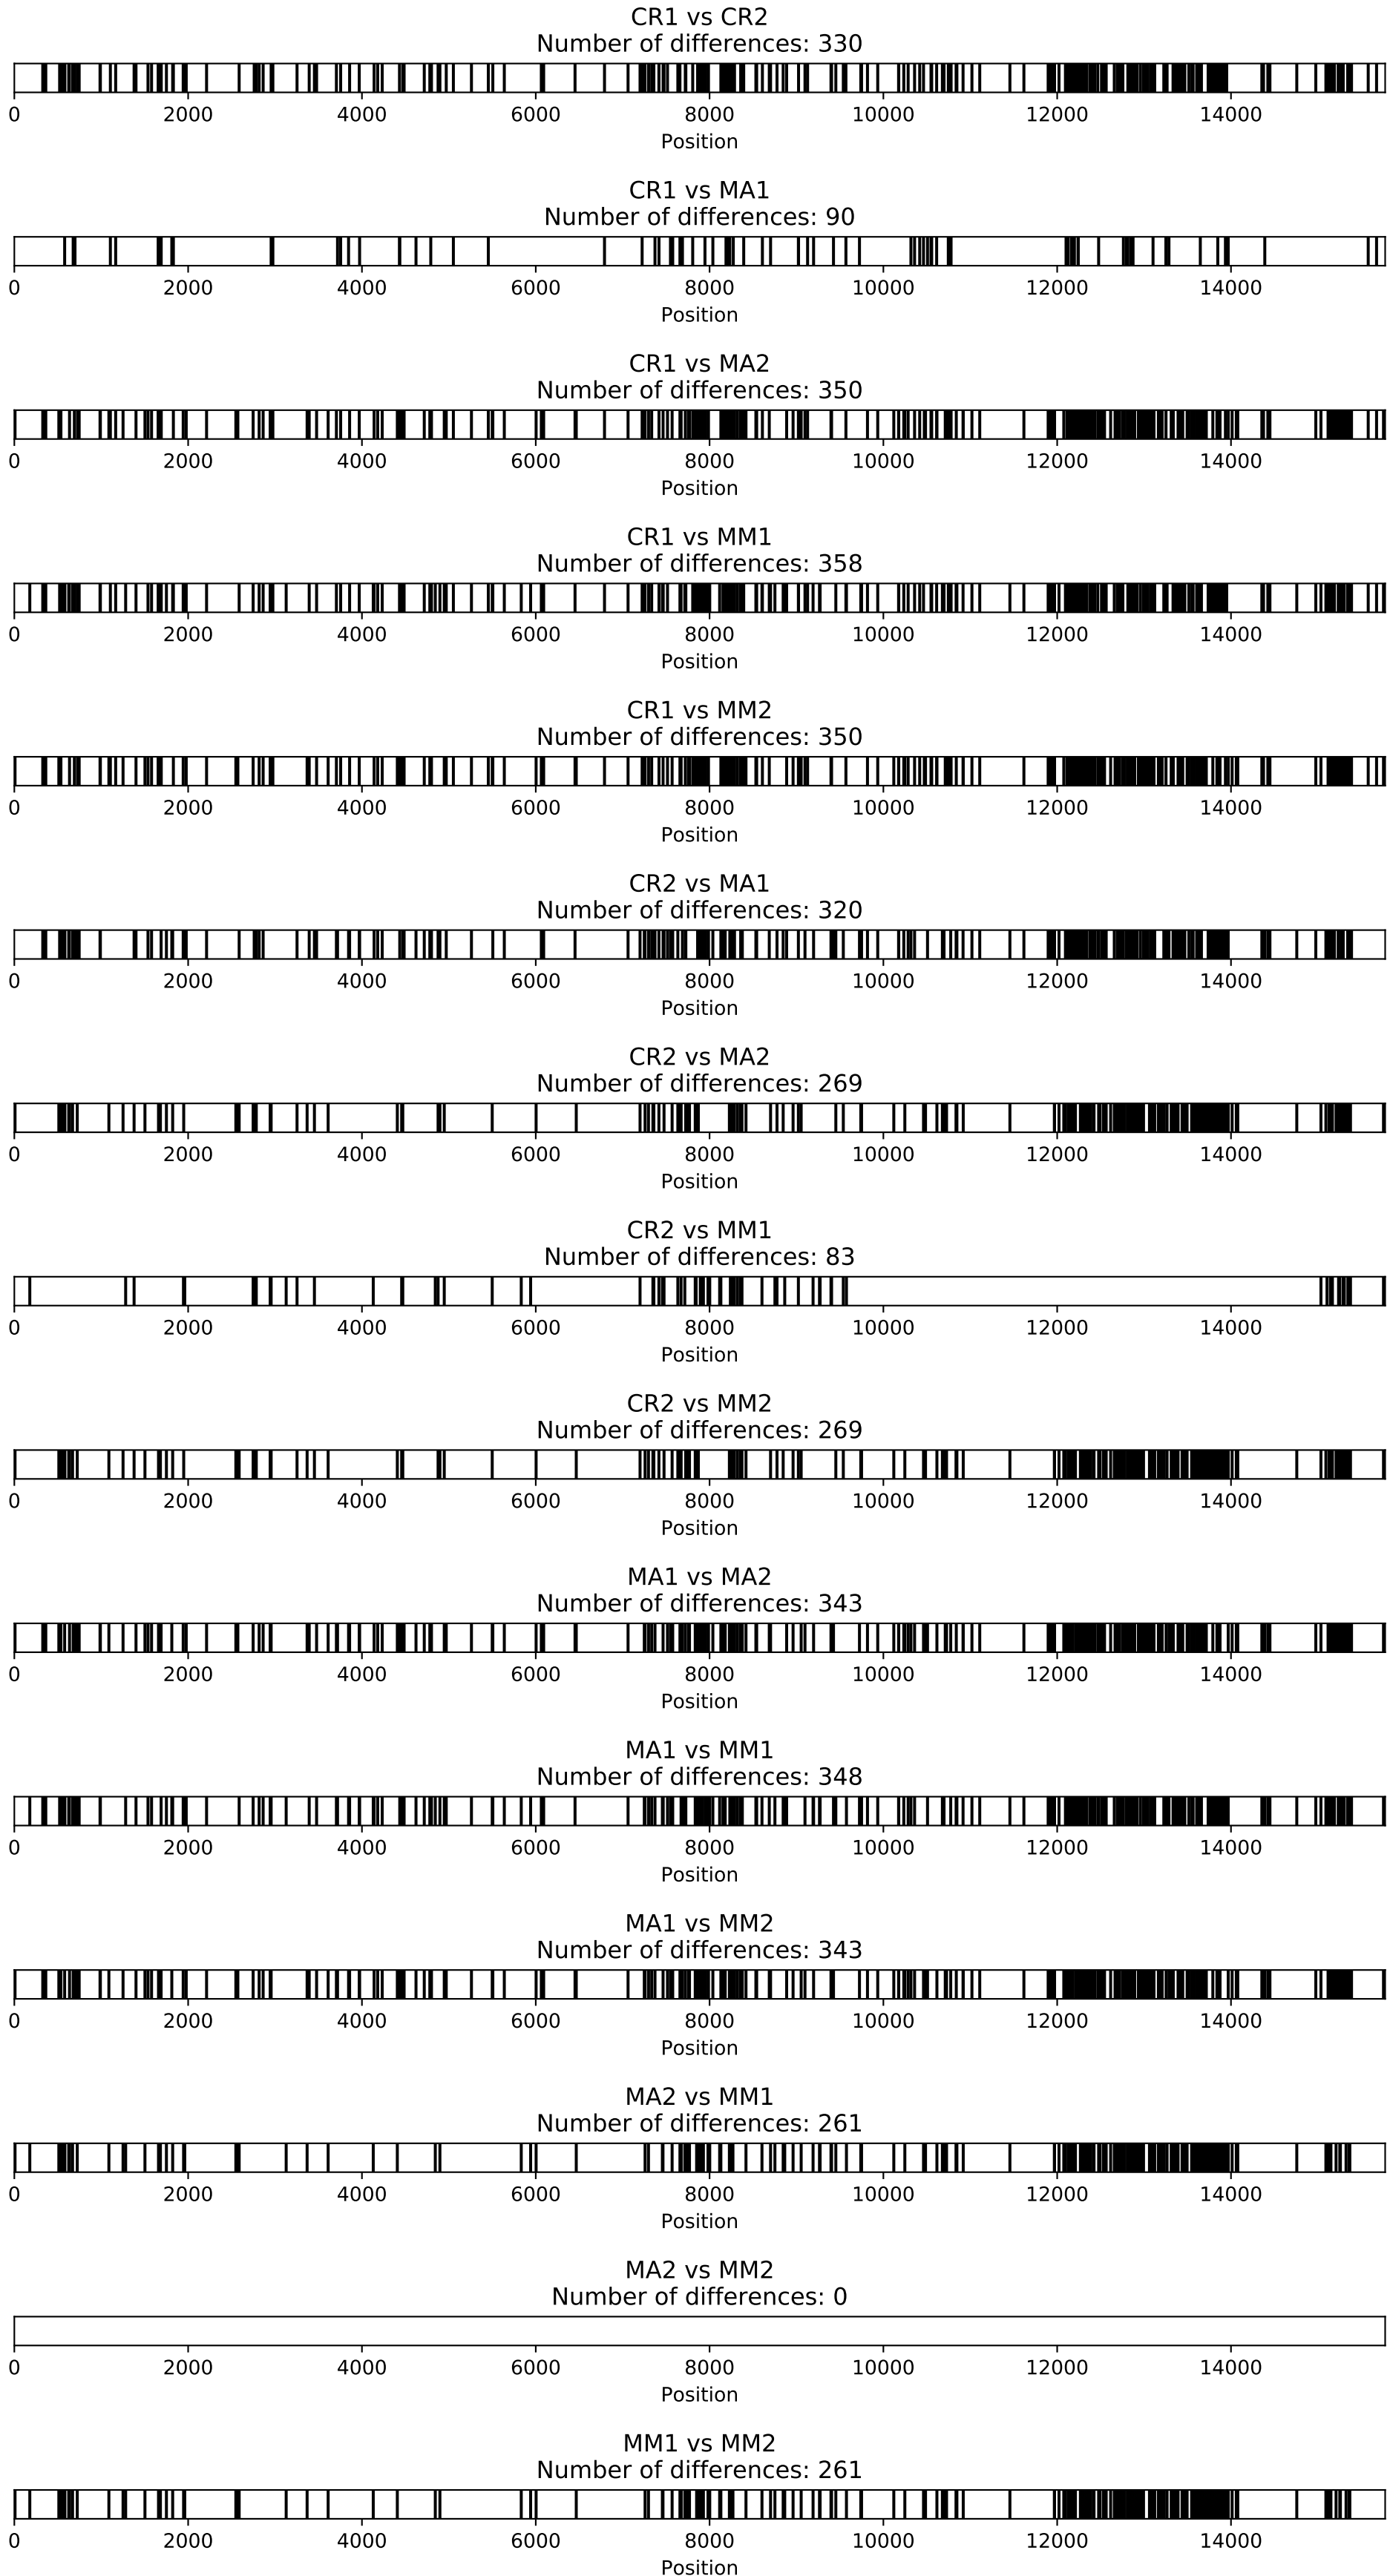 CR1 vs CR2
Number of differences: 330
0 2000 4000 6000 8000 10000 12000 14000
Position
CR1 vs MA1
Number of differences: 90
0 2000 4000 6000 8000 10000 12000 14000
Position
CR1 vs MA2
Number of differences: 350
0 2000 4000 6000 8000 10000 12000 14000
Position
CR1 vs MM1
Number of differences: 358
0 2000 4000 6000 8000 10000 12000 14000
Position
CR1 vs MM2
Number of differences: 350
0 2000 4000 6000 8000 10000 12000 14000
Position
CR2 vs MA1
Number of differences: 320
0 2000 4000 6000 8000 10000 12000 14000
Position
CR2 vs MA2
Number of differences: 269
0 2000 4000 6000 8000 10000 12000 14000
Position
CR2 vs MM1
Number of differences: 83
0 2000 4000 6000 8000 10000 12000 14000
Position
CR2 vs MM2
Number of differences: 269
0 2000 4000 6000 8000 10000 12000 14000
Position
MA1 vs MA2
Number of differences: 343
0 2000 4000 6000 8000 10000 12000 14000
Position
MA1 vs MM1
Number of differences: 348
0 2000 4000 6000 8000 10000 12000 14000
Position
MA1 vs MM2
Number of differences: 343
0 2000 4000 6000 8000 10000 12000 14000
Position
MA2 vs MM1
Number of differences: 261
0 2000 4000 6000 8000 10000 12000 14000
Position
MA2 vs MM2
Number of differences: 0
0 2000 4000 6000 8000 10000 12000 14000
Position
MM1 vs MM2
Number of differences: 261
0 2000 4000 6000 8000 10000 12000 14000
Position